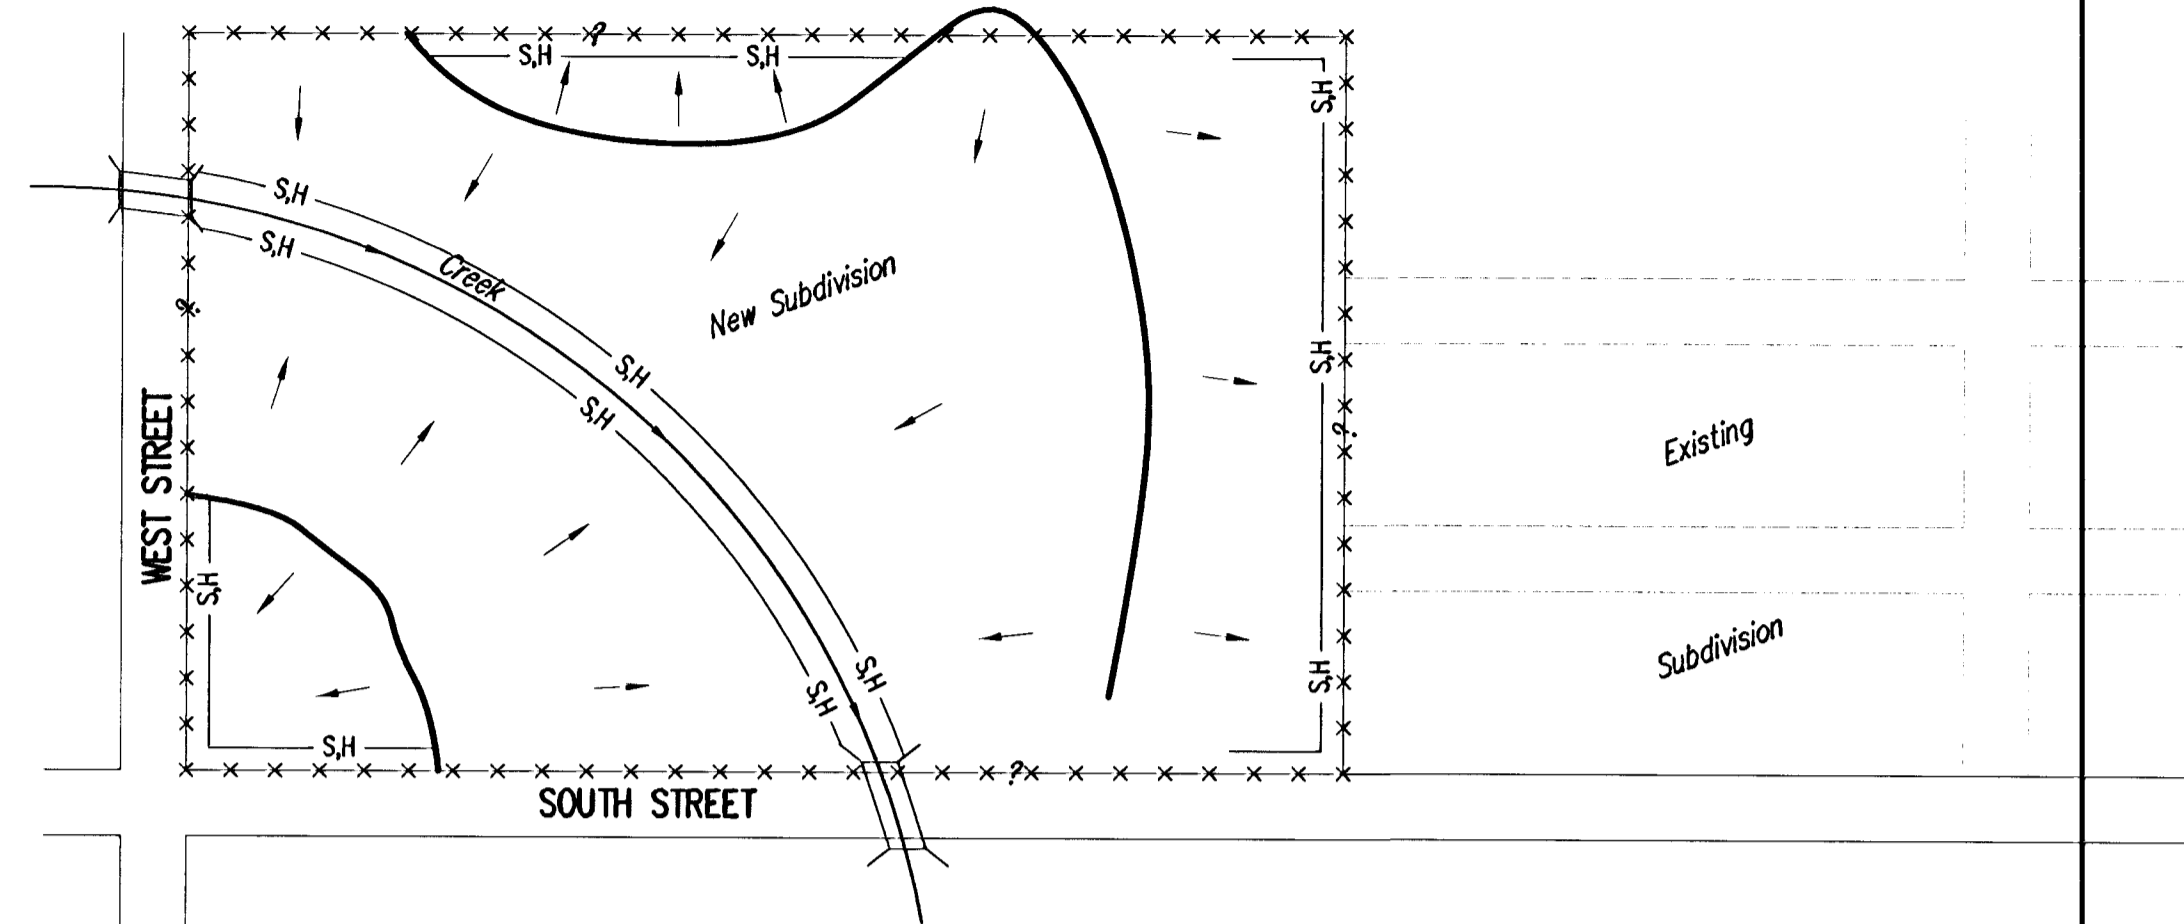 ?
S,H
S,H
S,H
S,H
S,H
Creek
New Subdivision
?
S,H
S,H
S,H
?
Existing
WEST STREET
S,H
Subdivision
S,H
S,H
S,H
S,H
?
SOUTH STREET